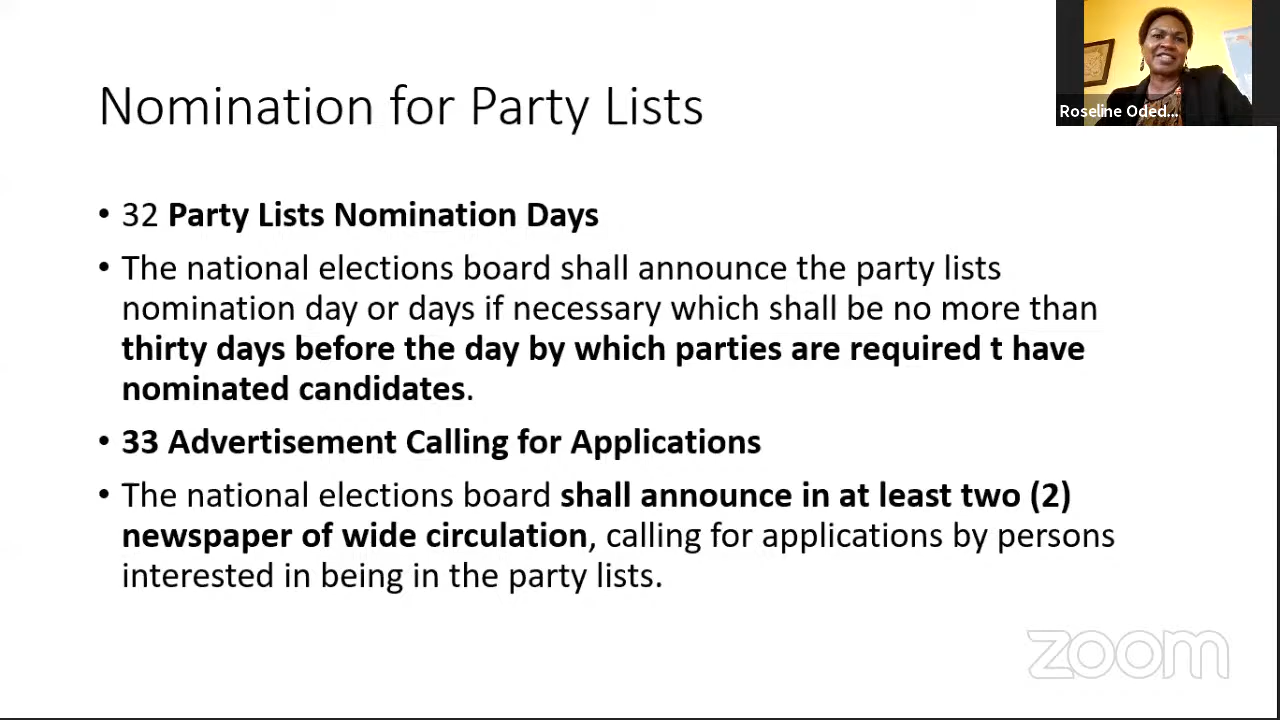 Nomination for Party Lists
Roseline Oded...
• 32 Party Lists Nomination Days
• The national elections board shall announce the party lists
nomination day or days if necessary which shall be no more than
thirty days before the day by which parties are required t have
nominated candidates.
• 33 Advertisement Calling for Applications
• The national elections board shall announce in at least two (2)
newspaper of wide circulation, calling for applications by persons
interested in being in the party lists.
zoom